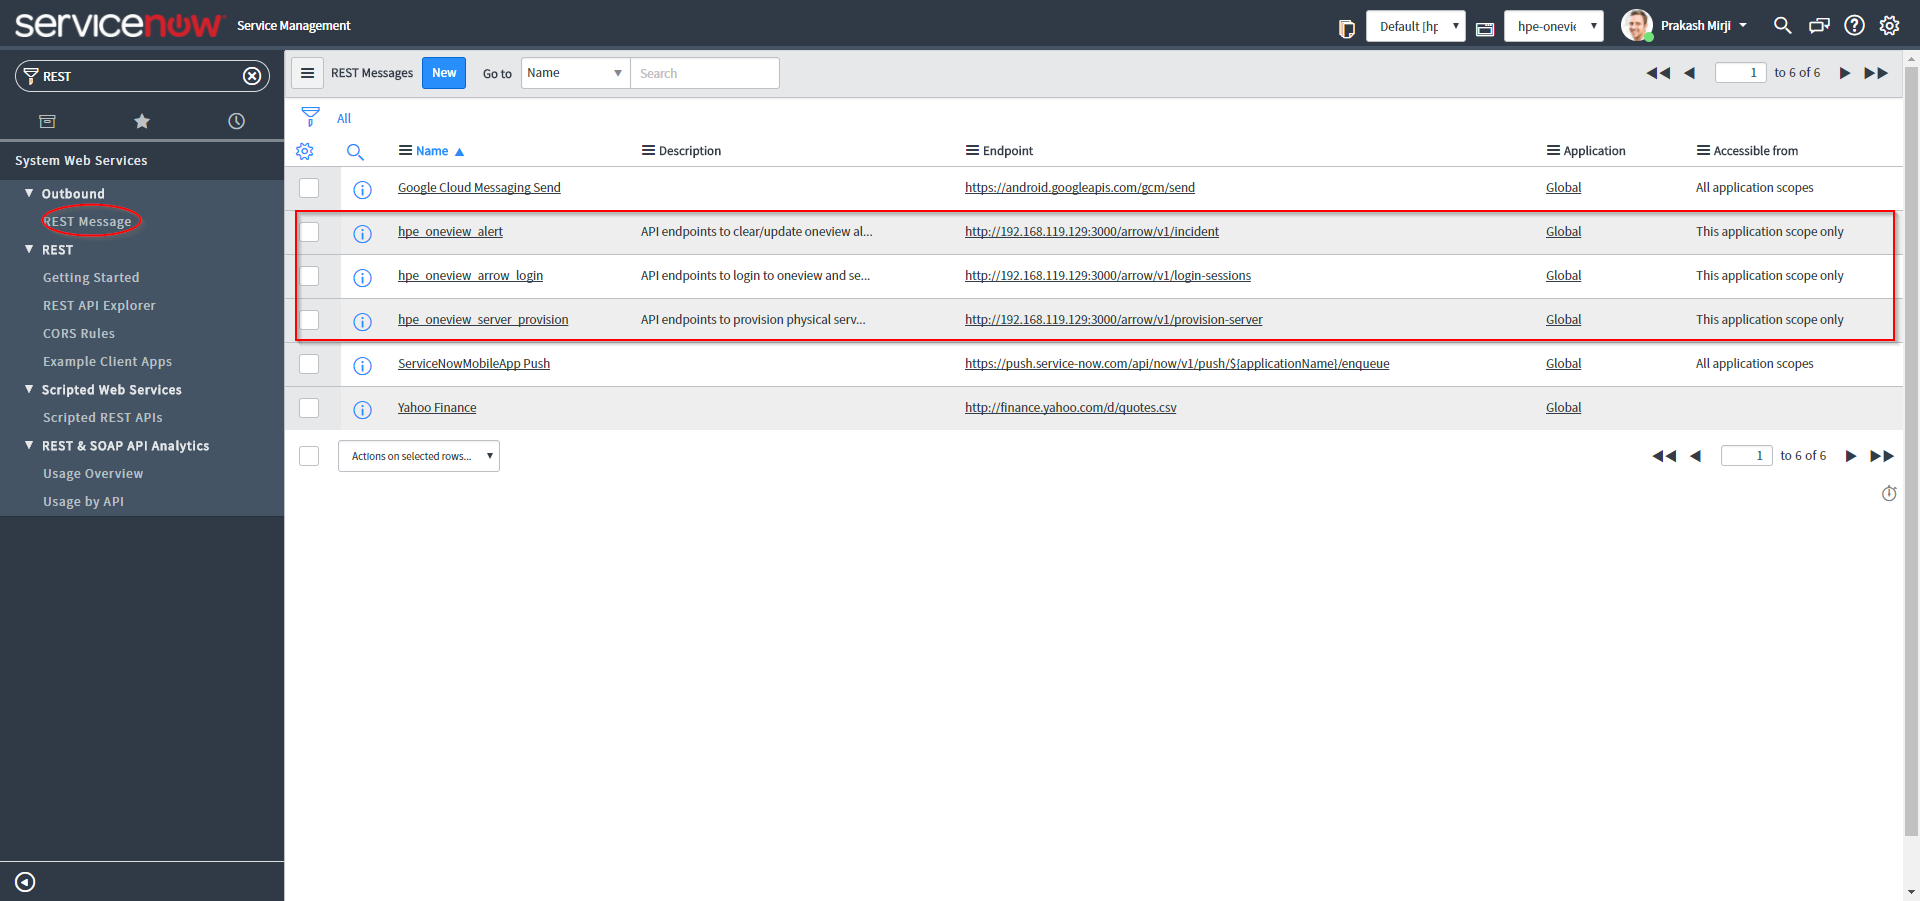 servicenow Service Management
Default [hp
hpe-onevie
Prakash Mirji
REST
System Web Services
Outbound
REST Message
REST
Getting Started
REST API Explorer
CORS Rules
Example Client Apps
Scripted Web Services
Scripted REST APIs
REST & SOAP API Analytics
Usage Overview
Usage by API
REST Messages New Go to Name Search 1 to 6 of 6
All
Name Description Endpoint Application Accessible from
Google Cloud Messaging Send https://android.googleapis.com/gcm/send Global All application scopes
hpe_oneview_alert API endpoints to clear/update oneview al... http://192.168.119.129:3000/arrow/v1/incident Global This application scope only
hpe_oneview_arrow_login API endpoints to login to oneview and se... http://192.168.119.129:3000/arrow/v1/login-sessions Global This application scope only
hpe_oneview_server_provision API endpoints to provision physical serv... http://192.168.119.129:3000/arrow/v1/provision-server Global This application scope only
ServiceNowMobileApp Push https://push.service-now.com/api/now/v1/push/${applicationName}/enqueue Global All application scopes
Yahoo Finance http://finance.yahoo.com/d/quotes.csv Global
Actions on selected rows... 1 to 6 of 6